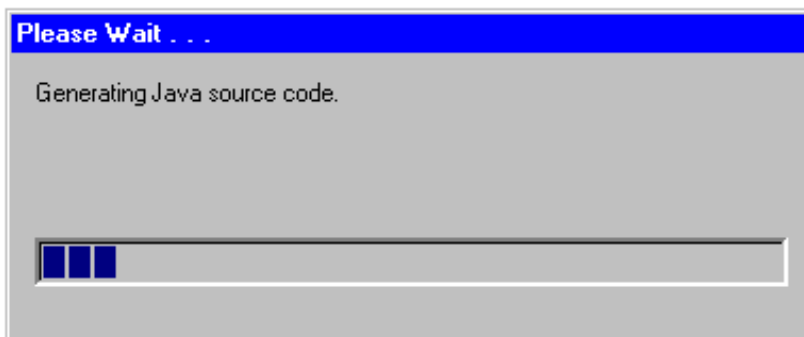 Please Wait . . .
Generating Java source code.